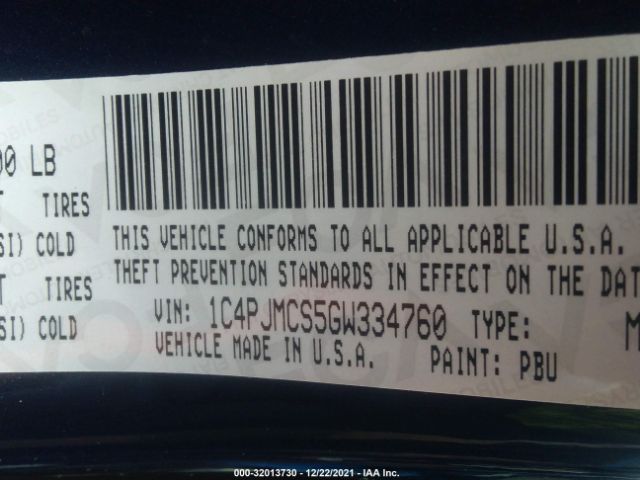 00 LB
TIRES
SI) COLD
TIRES
SI) COLD
THIS VEHICLE CONFORMS TO ALL APPLICABLE U.S.A.
THEFT PREVENTION STANDARDS IN EFFECT ON THE DAT
VIN: 1C4PJMCS5GW334760 TYPE: M
VEHICLE MADE IN U.S.A. PAINT: PBU
000-32013730 - 12/22/2021 - IAA Inc.